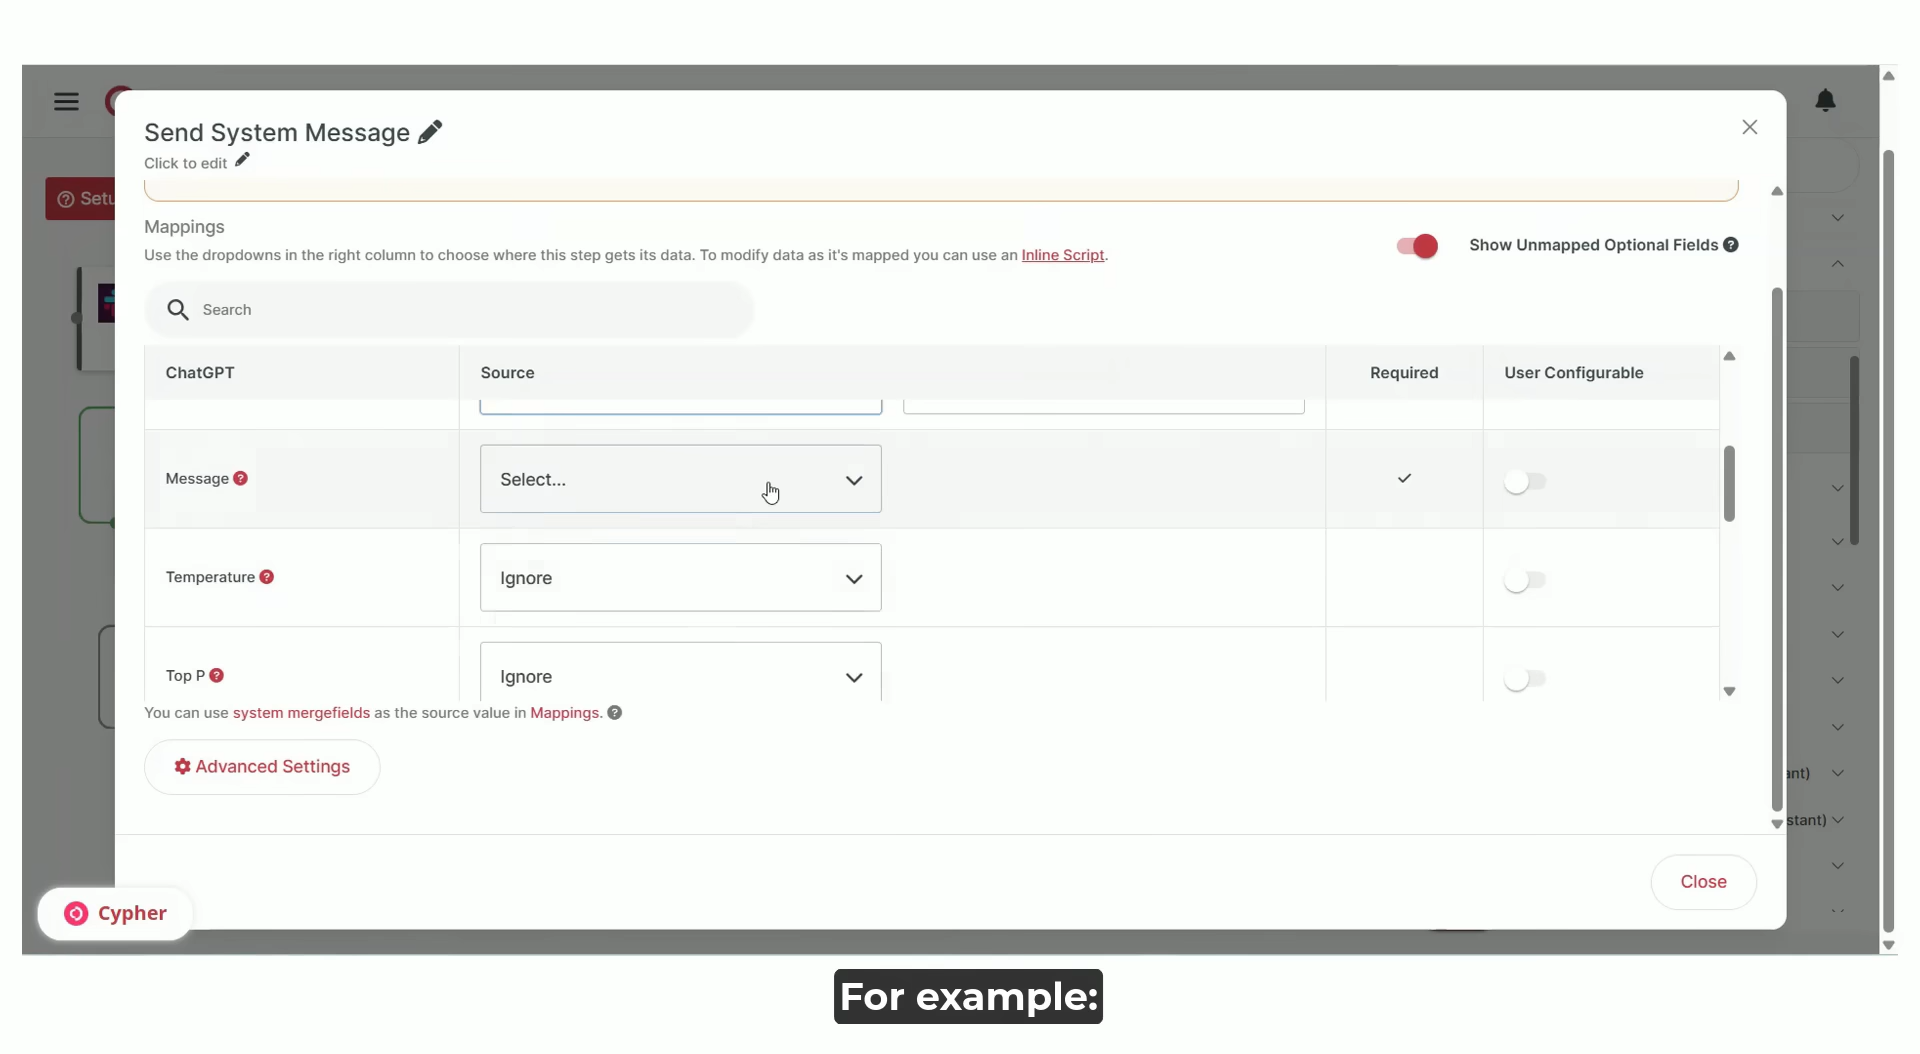 Send System Message
Click to edit
Setu
Mappings
Use the dropdowns in the right column to choose where this step gets its data. To modify data as it's mapped you can use an Inline Script.
Show Unmapped Optional Fields
Search
ChatGPT Source Required User Configurable
Message Select...
Temperature Ignore
Top P Ignore
You can use system mergefields as the source value in Mappings.
Advanced Settings
ant)
stant)
Close
Cypher
For example: